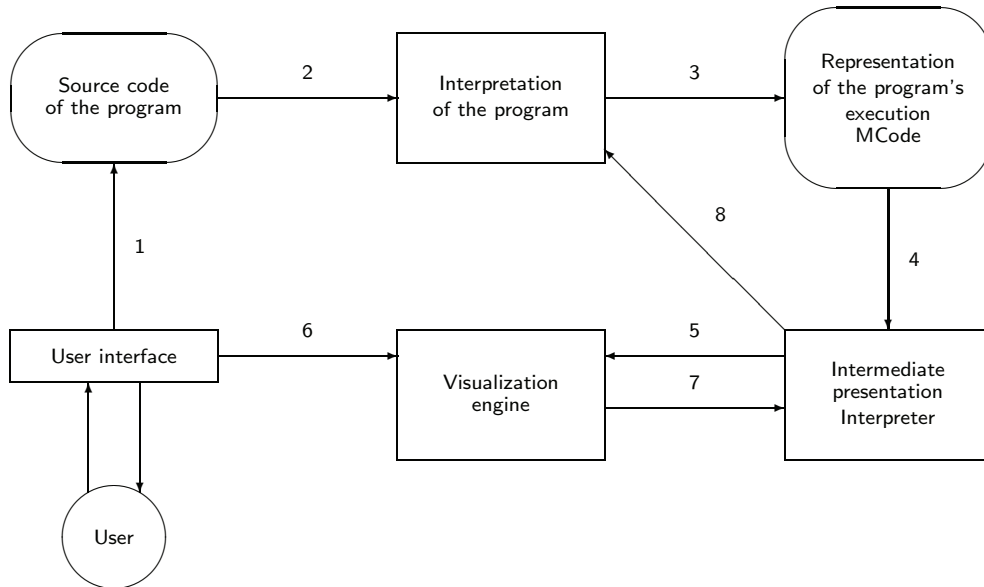 Source code
of the program
2
Interpretation
of the program
3
Representation
of the program's
execution
MCode
1
8
4
User interface
6
Visualization
engine
5
7
Intermediate
presentation
Interpreter
User